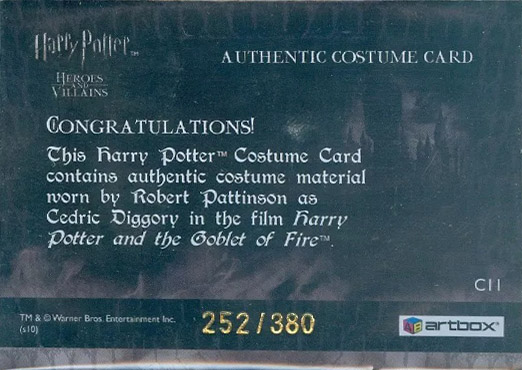 Harry Potter™
HEROES
AND
VILLAINS
AUTHENTIC COSTUME CARD
CONGRATULATIONS!
This Harry Potter™ Costume Card
contains authentic costume material
worn by Robert Pattinson as
Cedric Diggory in the film Harry
Potter and the Goblet of Fire™.
C11
TM & © Warner Bros. Entertainment Inc.
(s10)
252/380
artbox®